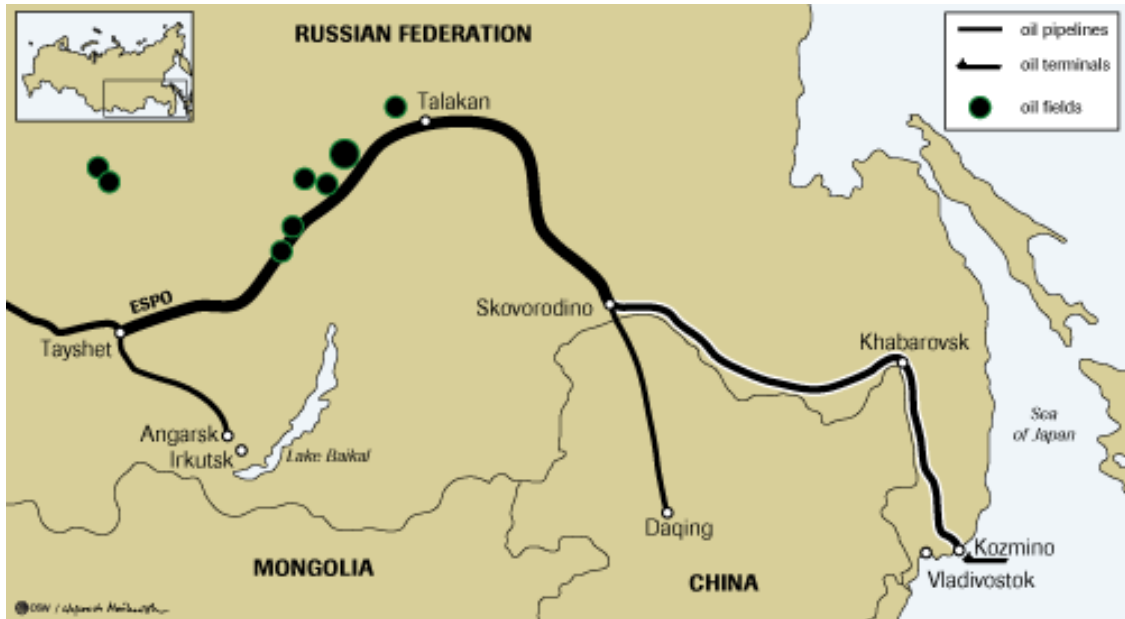 RUSSIAN FEDERATION
oil pipelines
oil terminals
oil fields
Talakan
ESPO
Skovorodino
Tayshet
Khabarovsk
Angarsk
Irkutsk
Lake Baikal
Sea
of Japan
Daqing
Kozmino
MONGOLIA
CHINA
Vladivostok
OSW /